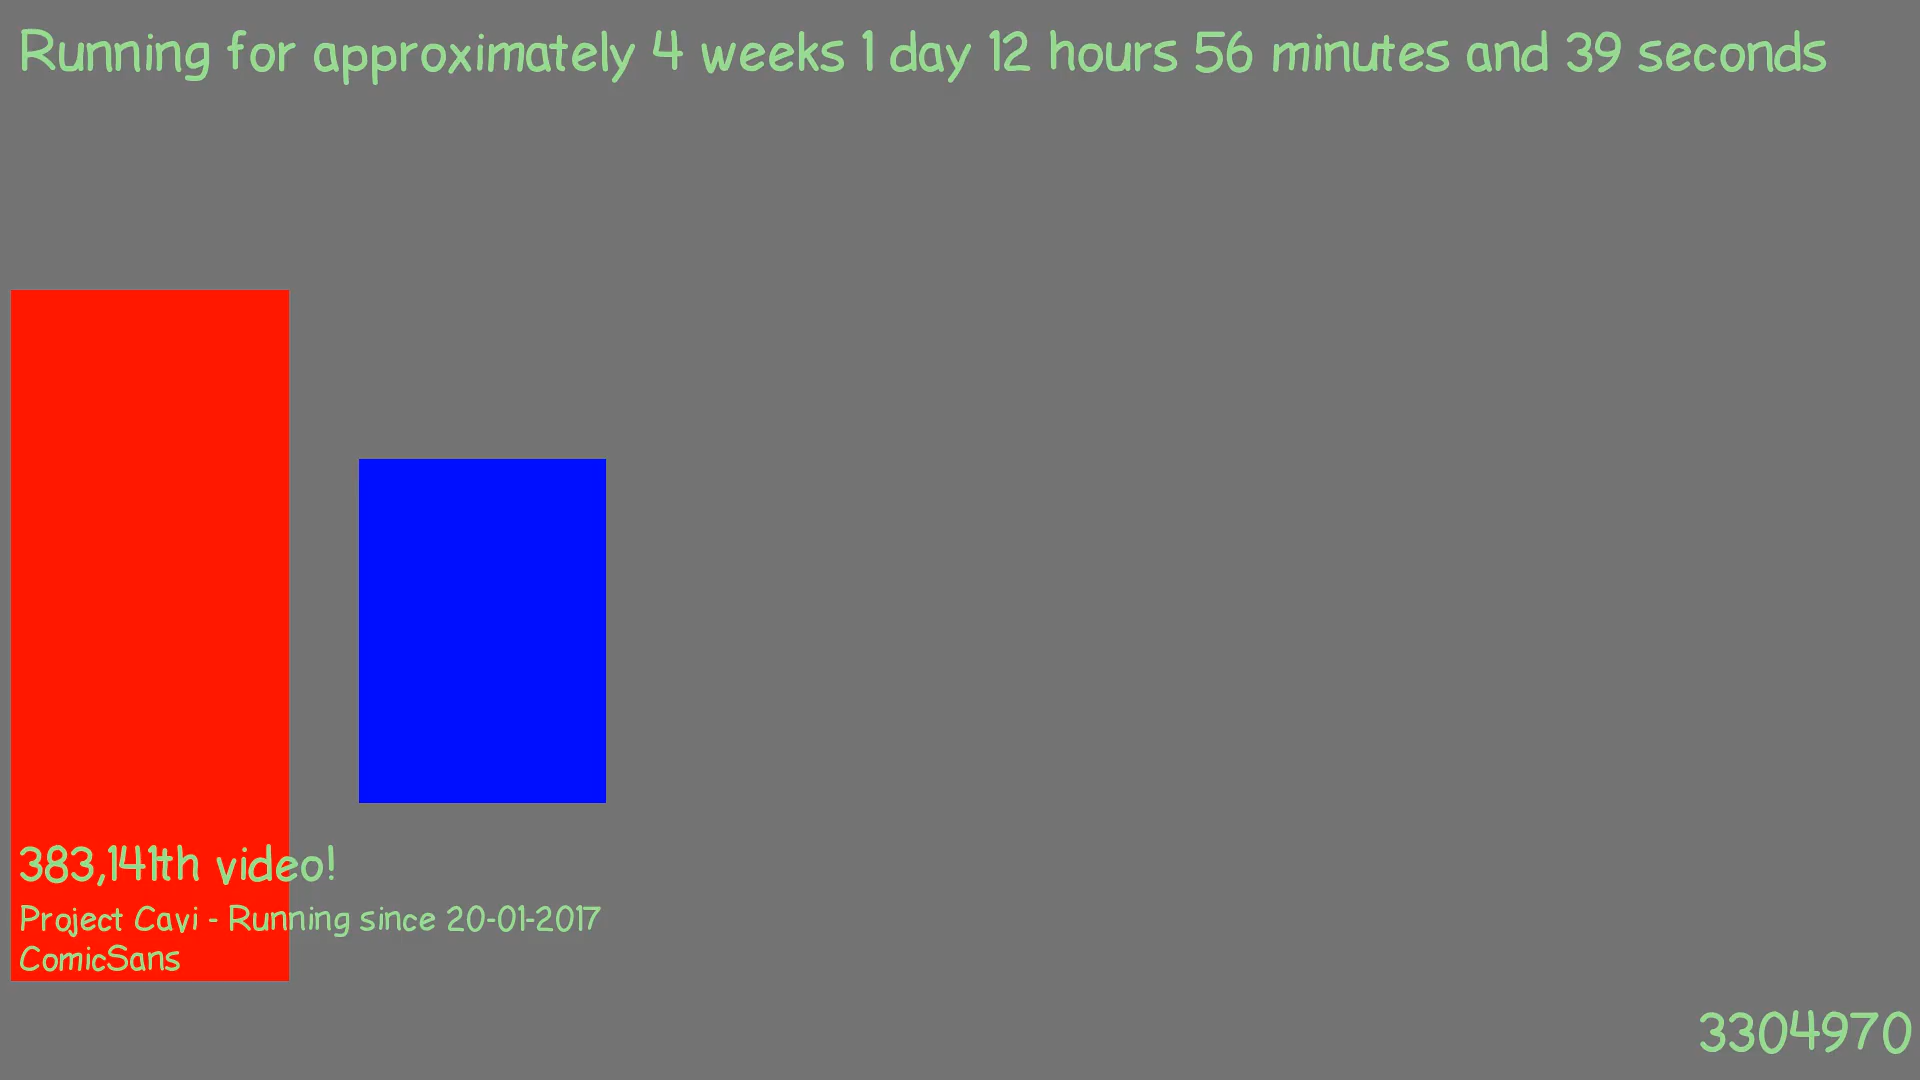 Running for approximately 4 weeks 1 day 12 hours 56 minutes and 39 seconds
383,141th video!
Project Cavi - Running since 20-01-2017
ComicSans
3304970